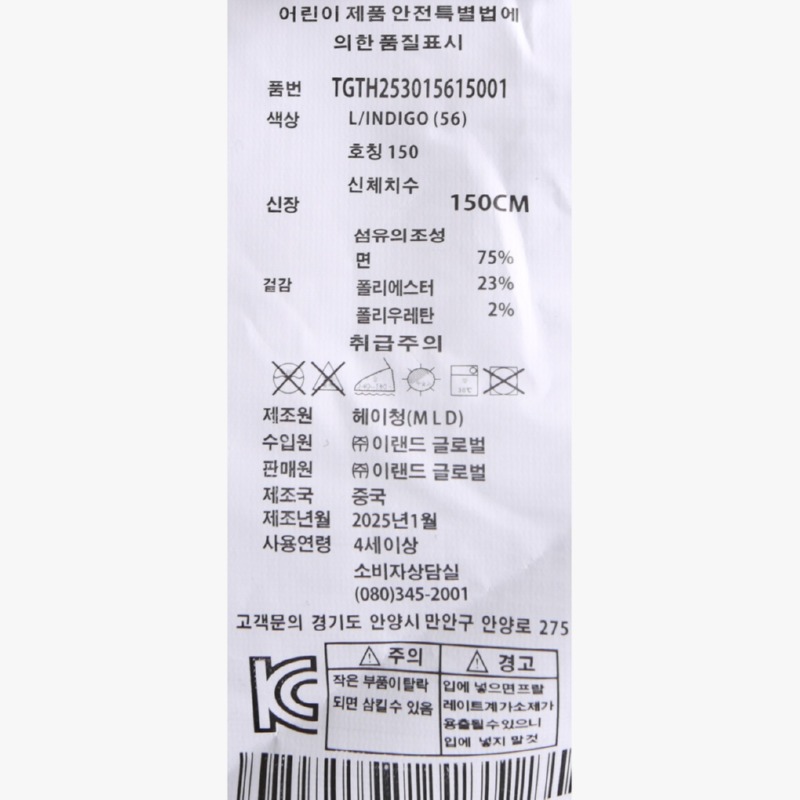 어린이 제품 안전특별법에
의한 품질표시
품번 TGTH253015615001
색상 L/INDIGO (56)
호칭 150
신체치수
신장 150CM
섬유의조성
면 75%
겉감 폴리에스터 23%
폴리우레탄 2%
취급주의
제조원 헤이청(MLD)
수입원 ㈜이랜드 글로벌
판매원 ㈜이랜드 글로벌
제조국 중국
제조년월 2025년1월
사용연령 4세이상
소비자상담실
(080)345-2001
고객문의 경기도 안양시 만안구 안양로 275
KC
⚠ 주의
작은 부품이탈락
되면 삼킬수 있음
⚠ 경고
입에 넣으면프탈
레이트계가소제가
용출될수있으니
입에 넣지 말것